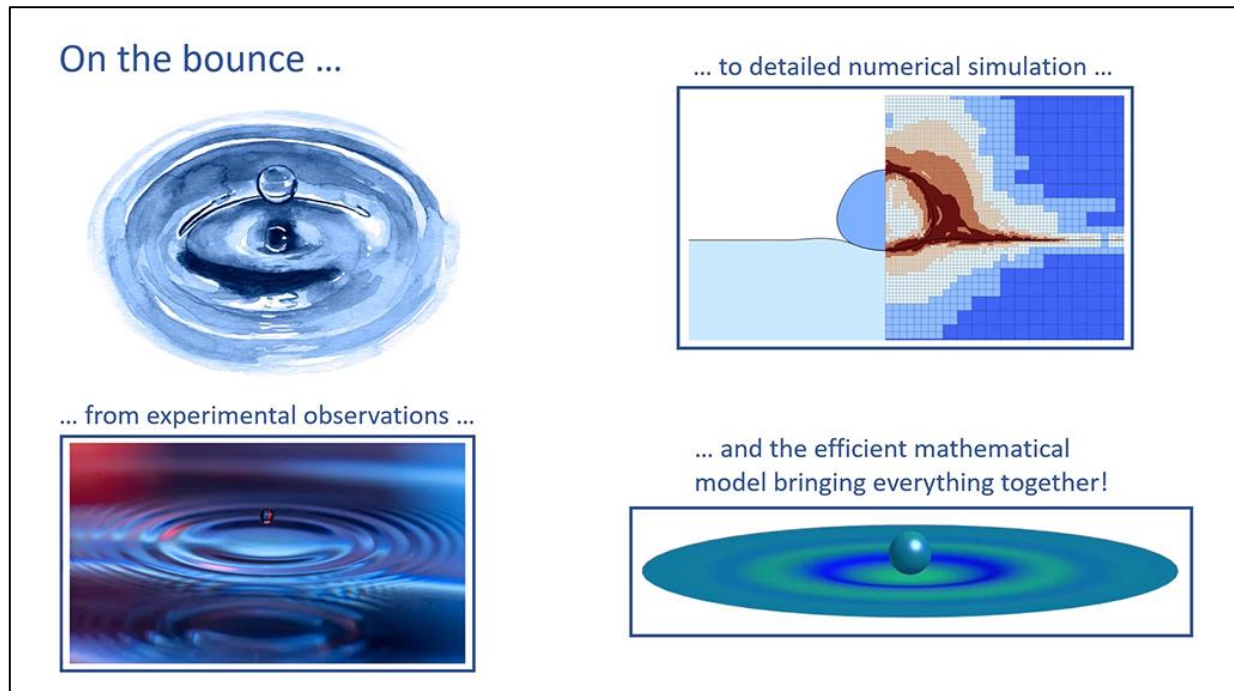 On the bounce ...
... from experimental observations ...
... to detailed numerical simulation ...
... and the efficient mathematical
model bringing everything together!